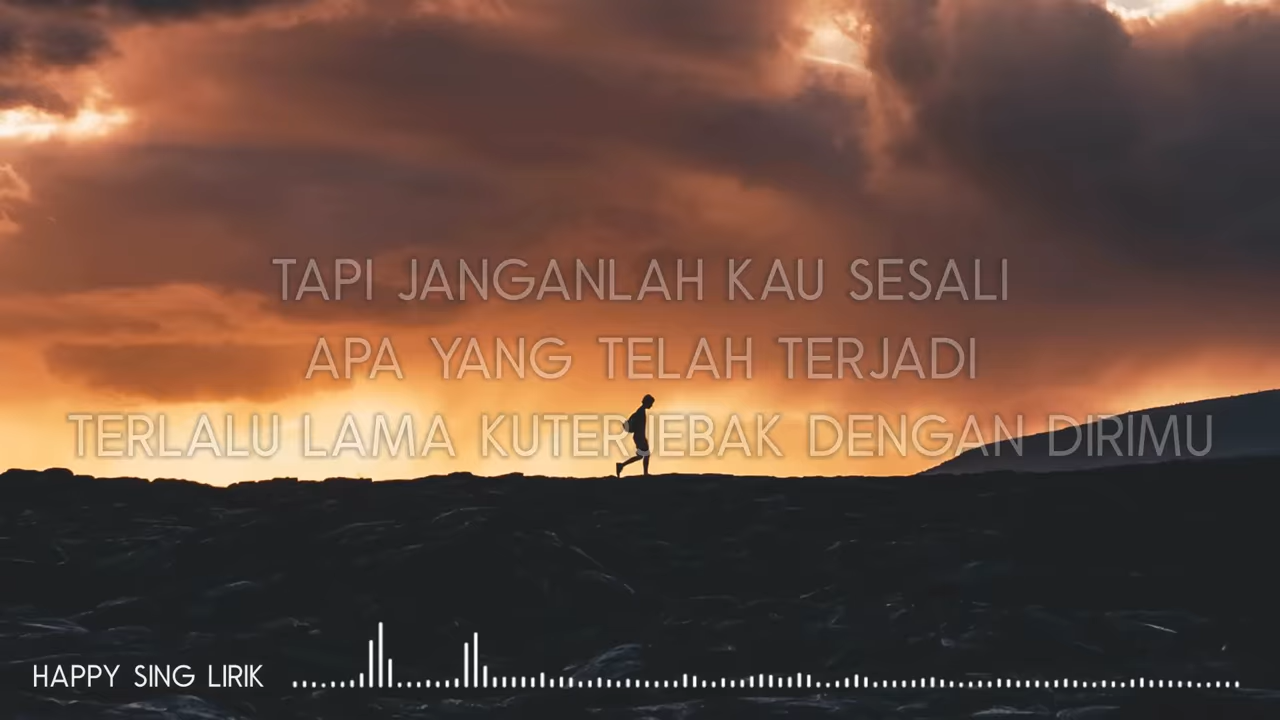 TAPI JANGANLAH KAU SESALI
APA YANG TELAH TERJADI
TERLALU LAMA KUTERJEBAK DENGAN DIRIMU
HAPPY SING LIRIK